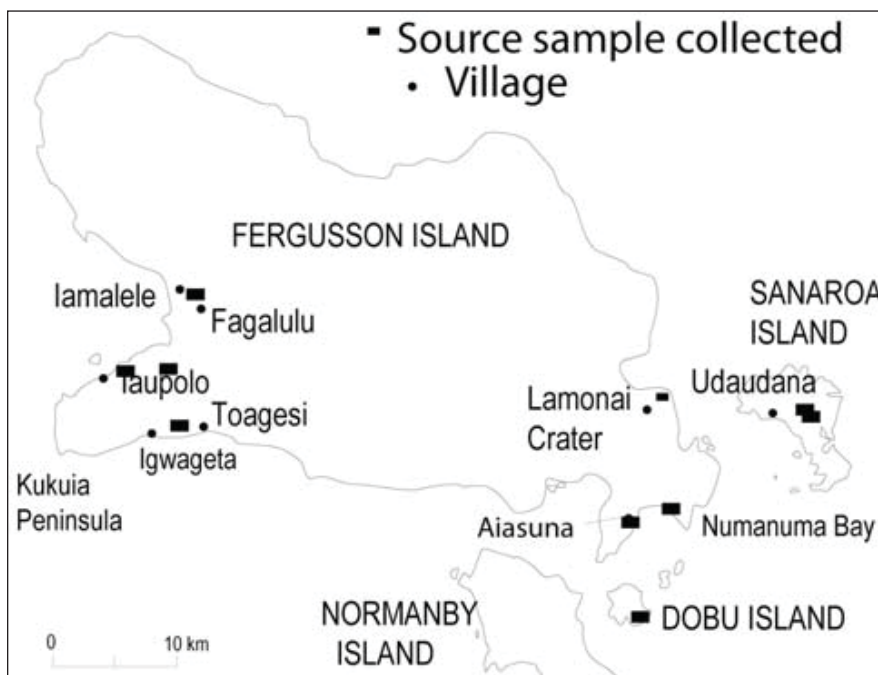 Source sample collected
Village
FERGUSSON ISLAND
Iamalele
Fagalulu
SANAROA
ISLAND
Taupolo
Udaudana
Lamonai
Crater
Toagesi
Igwageta
Kukuia
Peninsula
Aiasuna
Numanuma Bay
NORMANBY
ISLAND
DOBU ISLAND
0 10 km